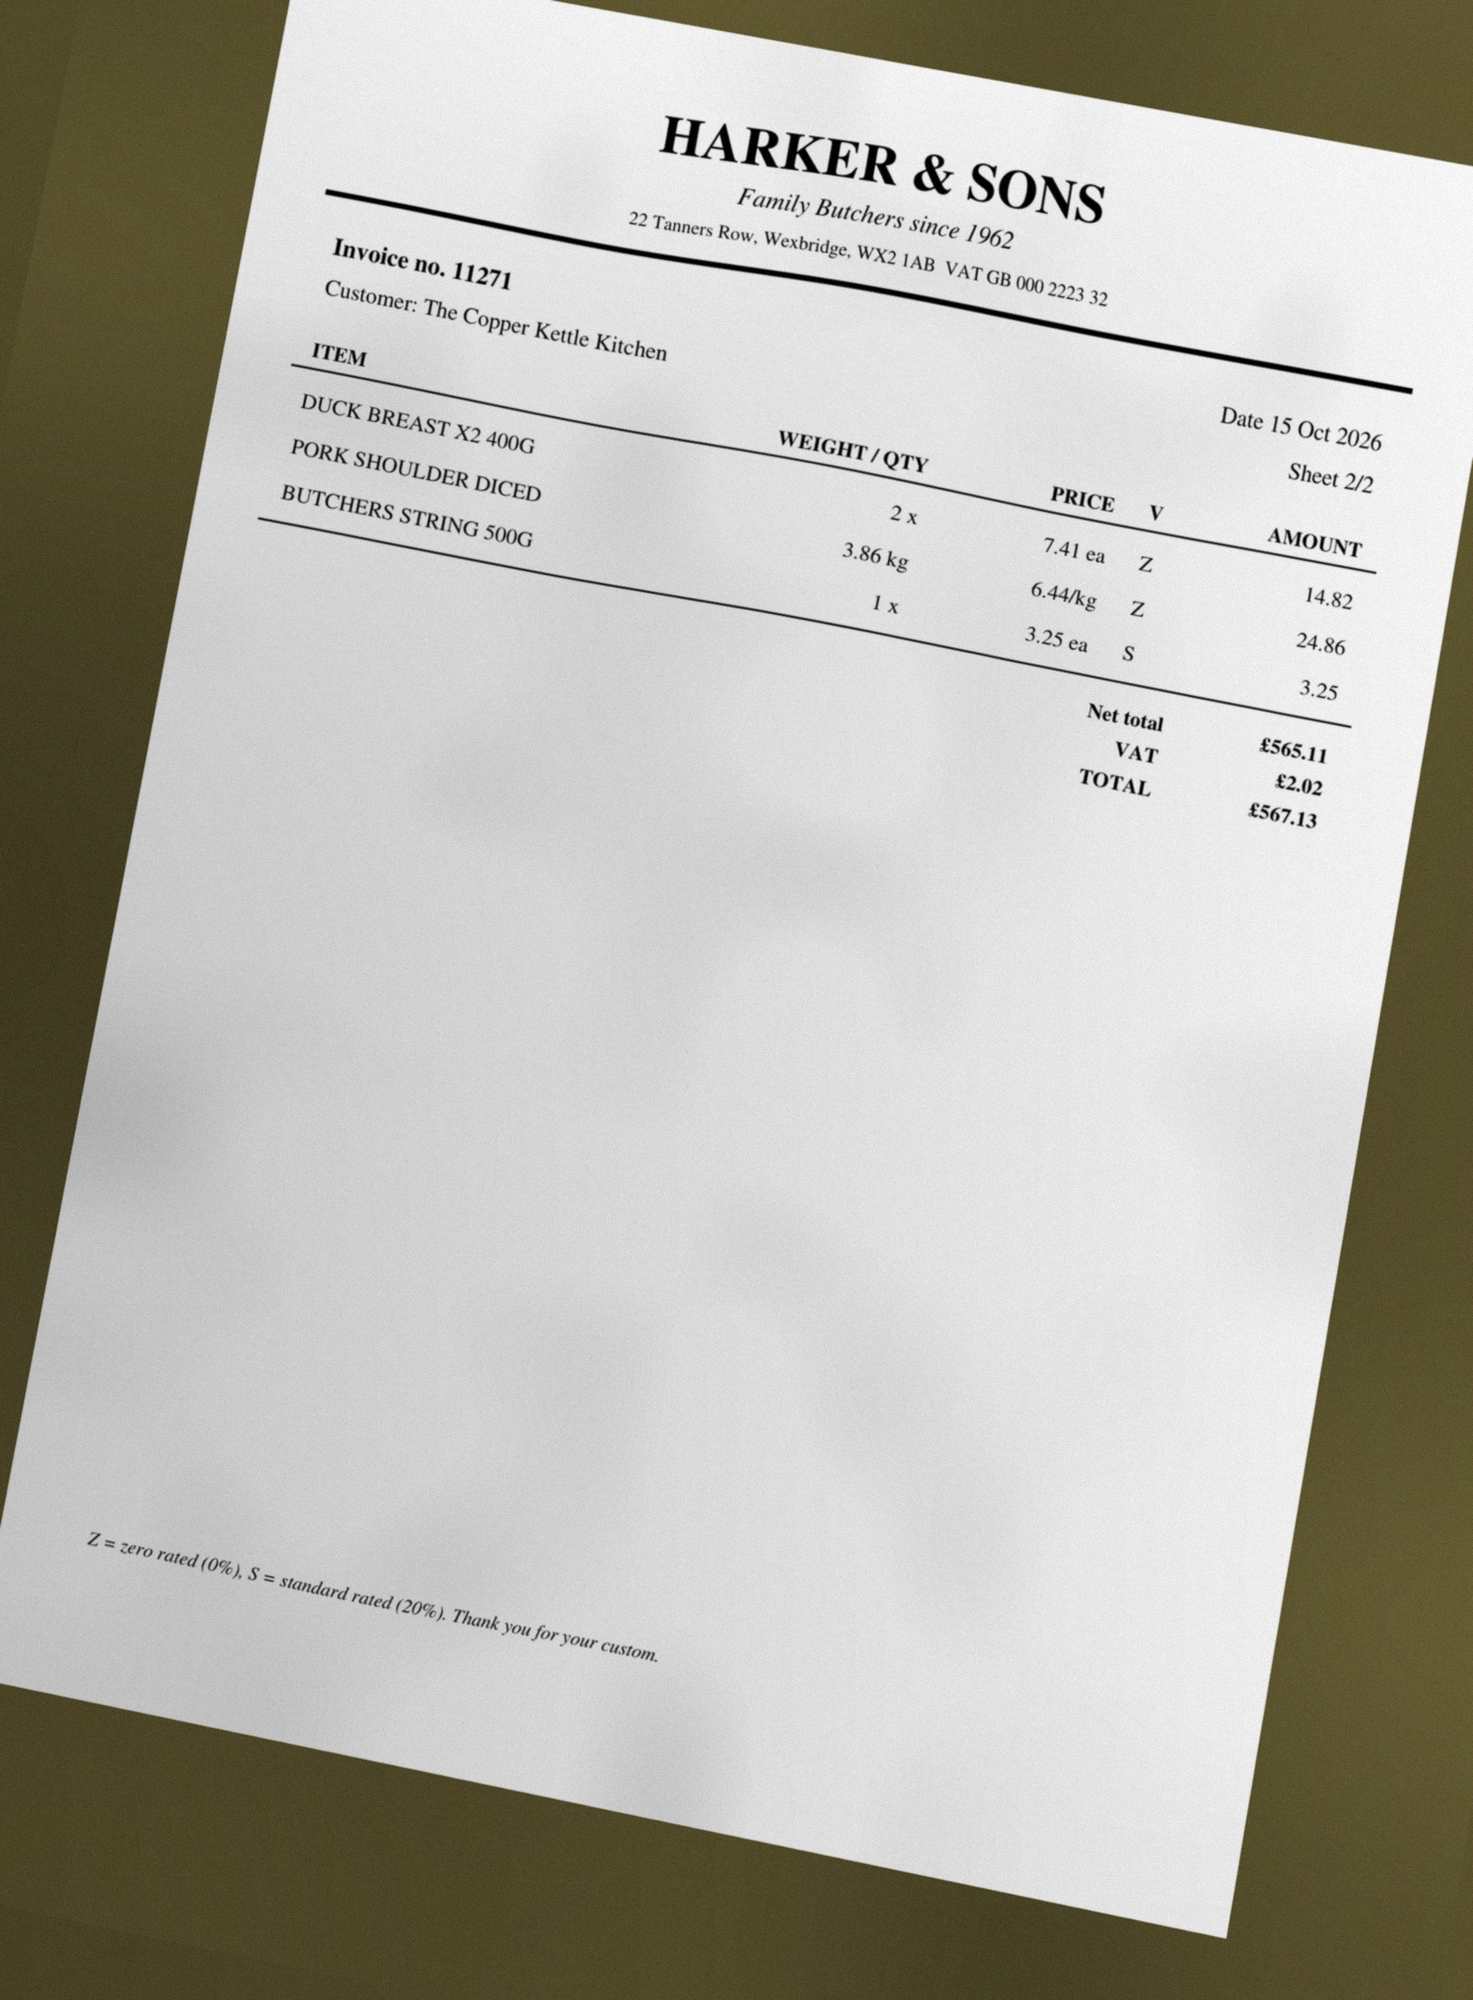 HARKER & SONS
Family Butchers since 1962
22 Tanners Row, Wexbridge, WX2 1AB VAT GB 000 2223 32
Invoice no. 11271 Date 15 Oct 2026
Customer: The Copper Kettle Kitchen Sheet 2/2
ITEM WEIGHT / QTY PRICE V AMOUNT
DUCK BREAST X2 400G 2 x 7.41 ea Z 14.82
PORK SHOULDER DICED 3.86 kg 6.44/kg Z 24.86
BUTCHERS STRING 500G 1 x 3.25 ea S 3.25
Net total £565.11
VAT £2.02
TOTAL £567.13
Z = zero rated (0%), S = standard rated (20%). Thank you for your custom.